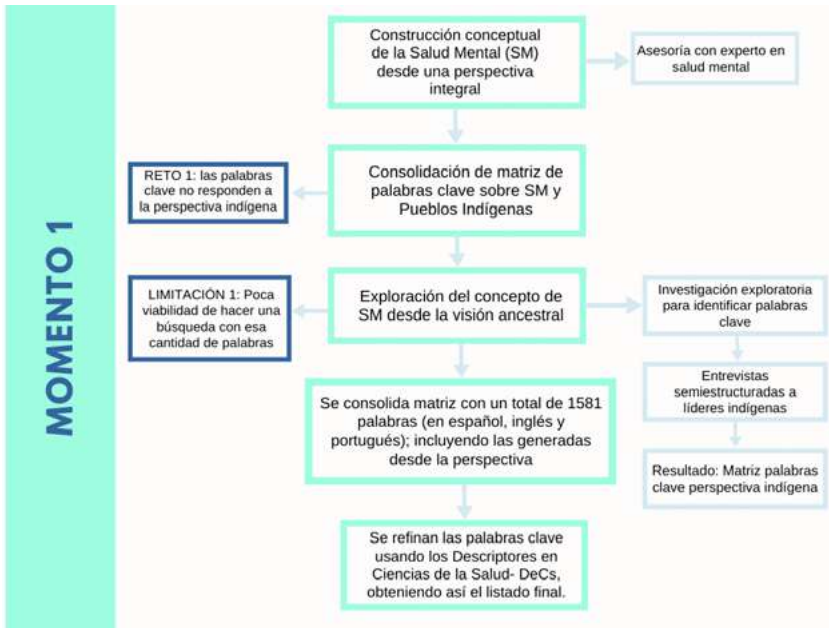 MOMENTO 1
Construcción conceptual
de la Salud Mental (SM)
desde una perspectiva
integral
Asesoría con experto en
salud mental
RETO 1: las palabras
clave no responden a
la perspectiva indígena
Consolidación de matriz de
palabras clave sobre SM y
Pueblos Indígenas
LIMITACIÓN 1: Poca
viabilidad de hacer una
búsqueda con esa
cantidad de palabras
Exploración del concepto de
SM desde la visión ancestral
Investigación exploratoria
para identificar palabras
clave
Entrevistas
semiestructuradas a
líderes indígenas
Resultado: Matriz palabras
clave perspectiva indígena
Se consolida matriz con un total de 1581
palabras (en español, inglés y
portugués); incluyendo las generadas
desde la perspectiva
Se refinan las palabras clave
usando los Descriptores en
Ciencias de la Salud- DeCs,
obteniendo así el listado final.